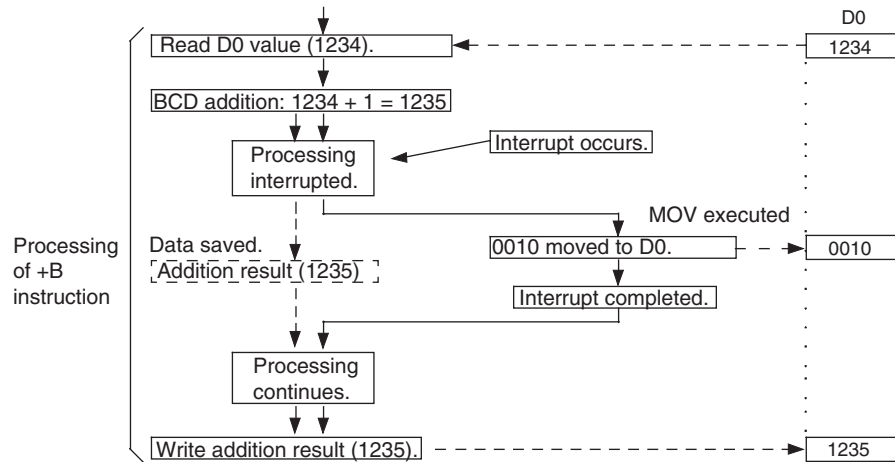 D0
Read D0 value (1234).
1234
BCD addition: 1234 + 1 = 1235
Processing
interrupted.
Interrupt occurs.
MOV executed
Processing
of +B
instruction
Data saved.
Addition result (1235)
0010 moved to D0.
0010
Interrupt completed.
Processing
continues.
Write addition result (1235).
1235